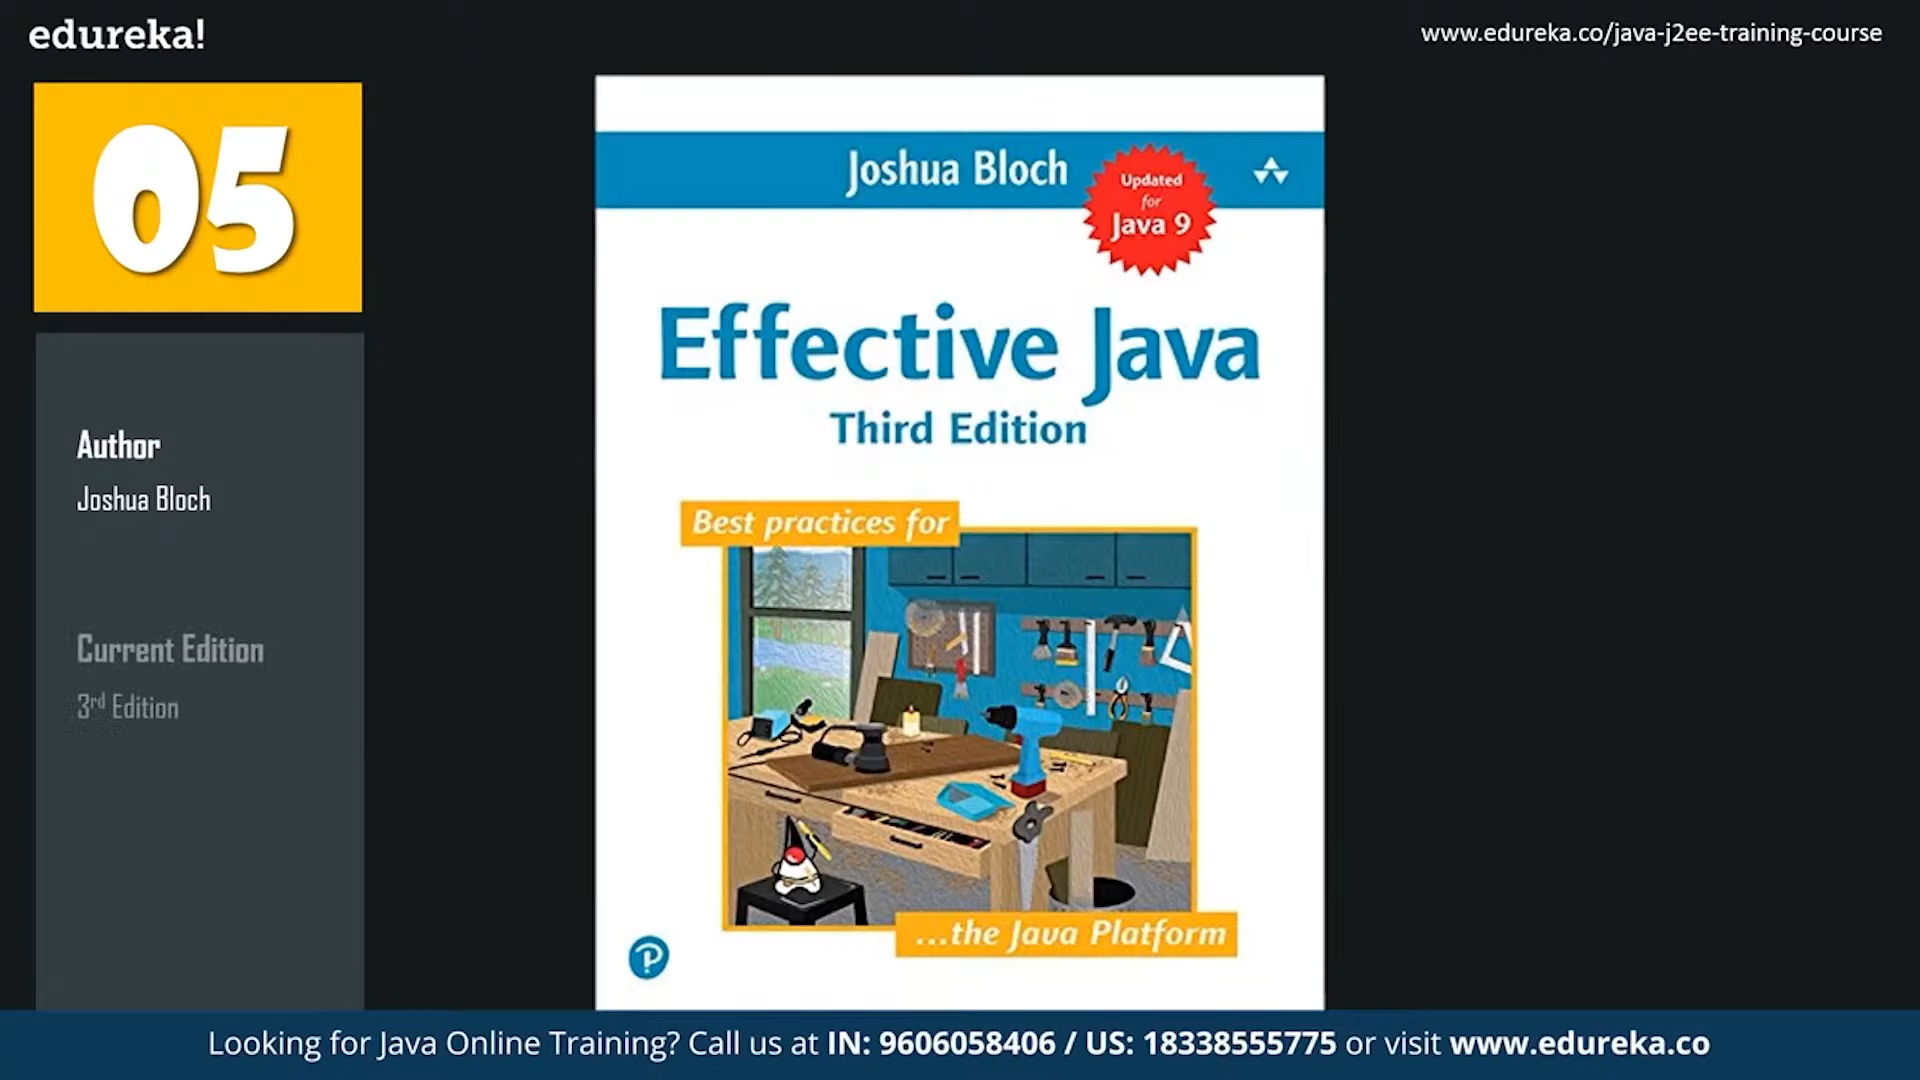 edureka!
www.edureka.co/java-j2ee-training-course
05
Author
Joshua Bloch
Current Edition
3rd Edition
Joshua Bloch
Updated
for
Java 9
Effective Java
Third Edition
Best practices for
...the Java Platform
P
Looking for Java Online Training? Call us at IN: 9606058406 / US: 18338555775 or visit www.edureka.co